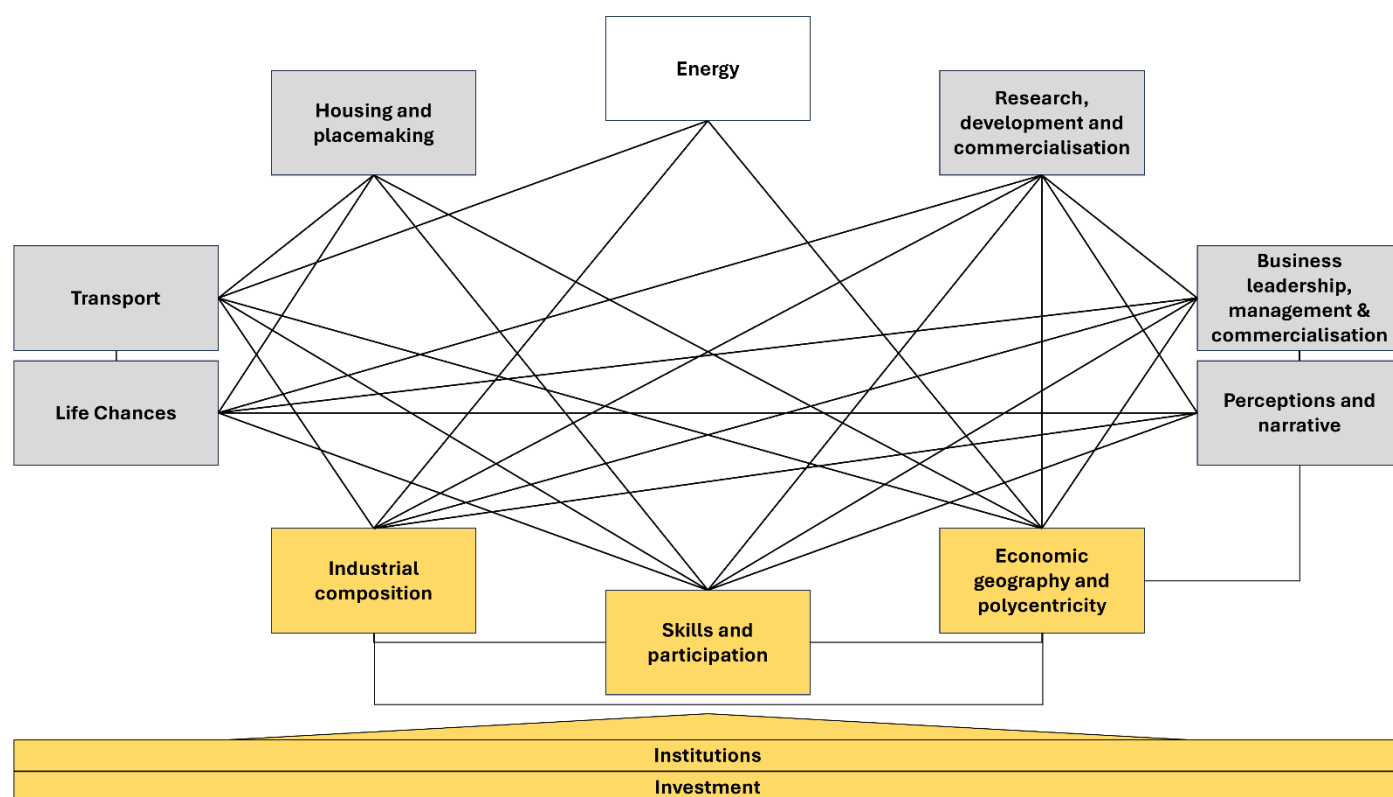 Energy
Housing and
placemaking
Research,
development and
commercialisation
Transport
Business
leadership,
management &
commercialisation
Life Chances
Perceptions and
narrative
Industrial
composition
Economic
geography and
polycentricity
Skills and
participation
Institutions
Investment